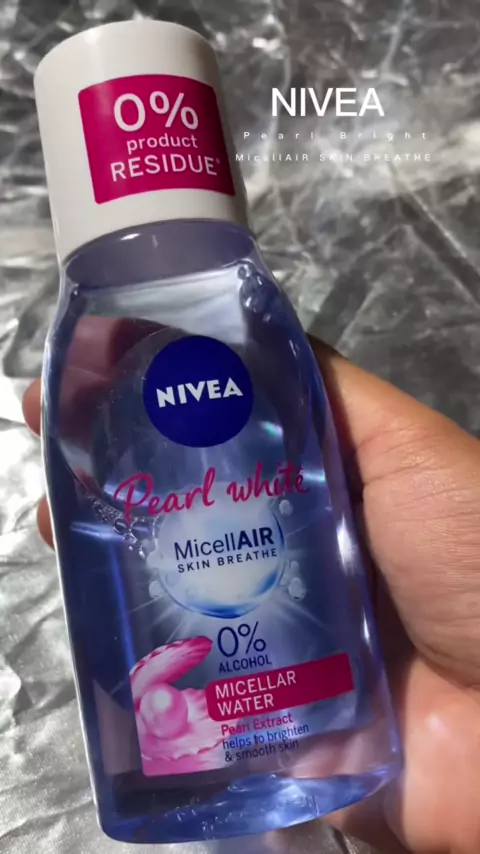 0%
product
RESIDUE*
NIVEA
Pearl Bright
MicellAIR SKIN BREATHE
NIVEA
Pearl white
MicellAIR
SKIN BREATHE
0%
ALCOHOL
MICELLAR
WATER
Pearl Extract
helps to brighten
& smooth skin